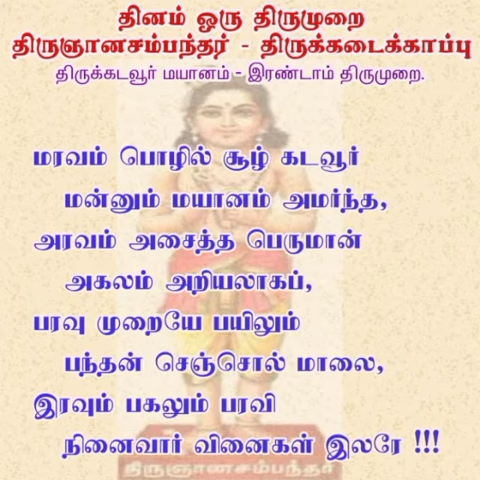 தினம் ஒரு திருமுறை
திருஞானசம்பந்தர் - திருக்கடைக்காப்பு
திருக்கடவூர் மயானம் - இரண்டாம் திருமுறை.
மரவம் பொழில் சூழ் கடவூர்
மன்னும் மயானம் அமர்ந்த,
அரவம் அசைத்த பெருமான்
அகலம் அறியலாகப்,
பரவு முறையே பயிலும்
பந்தன் செஞ்சொல் மாலை,
இரவும் பகலும் பரவி
நினைவார் வினைகள் இலரே !!!
திருஞானசம்பந்தர்